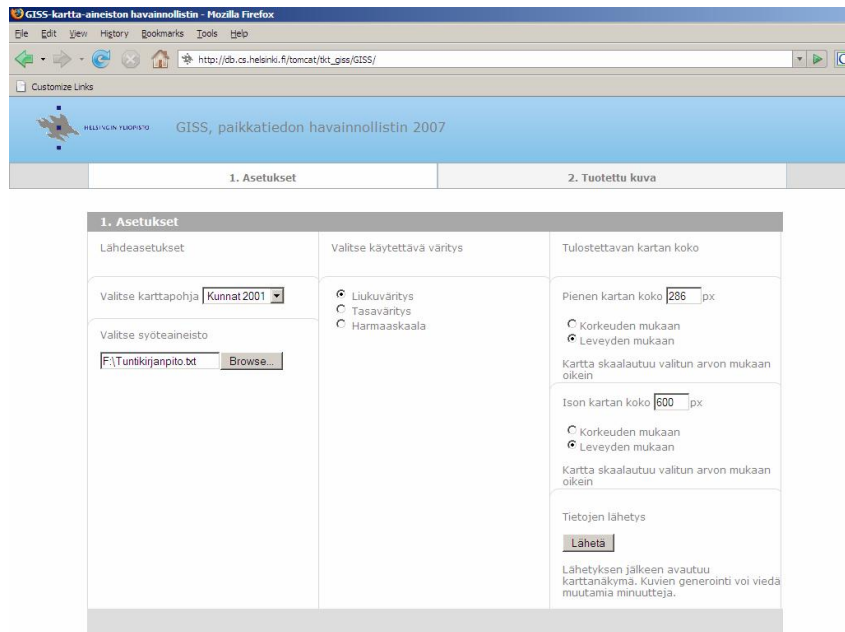 GISS-kartta-aineiston havainnollistin - Mozilla Firefox
File Edit View History Bookmarks Tools Help
http://db.cs.helsinki.fi/tomcat/tkt_giss/GISS/
Customize Links
HELSINGIN YLIOPISTO
GISS, paikkatiedon havainnollistin 2007
1. Asetukset
2. Tuotettu kuva
1. Asetukset
Lähdeasetukset
Valitse karttapohja Kunnat 2001
Valitse syöteaineisto
F:\Tuntikirjanpito.txt Browse...
Valitse käytettävä väritys
Liukuväritys
Tasaväritys
Harmaaskaala
Tulostettavan kartan koko
Pienen kartan koko 286 px
Korkeuden mukaan
Leveyden mukaan
Kartta skaalautuu valitun arvon mukaan
oikein
Ison kartan koko 600 px
Korkeuden mukaan
Leveyden mukaan
Kartta skaalautuu valitun arvon mukaan
oikein
Tietojen lähetys
Lähetä
Lähetyksen jälkeen avautuu
karttanäkymä. Kuvien generointi voi viedä
muutamia minuutteja.